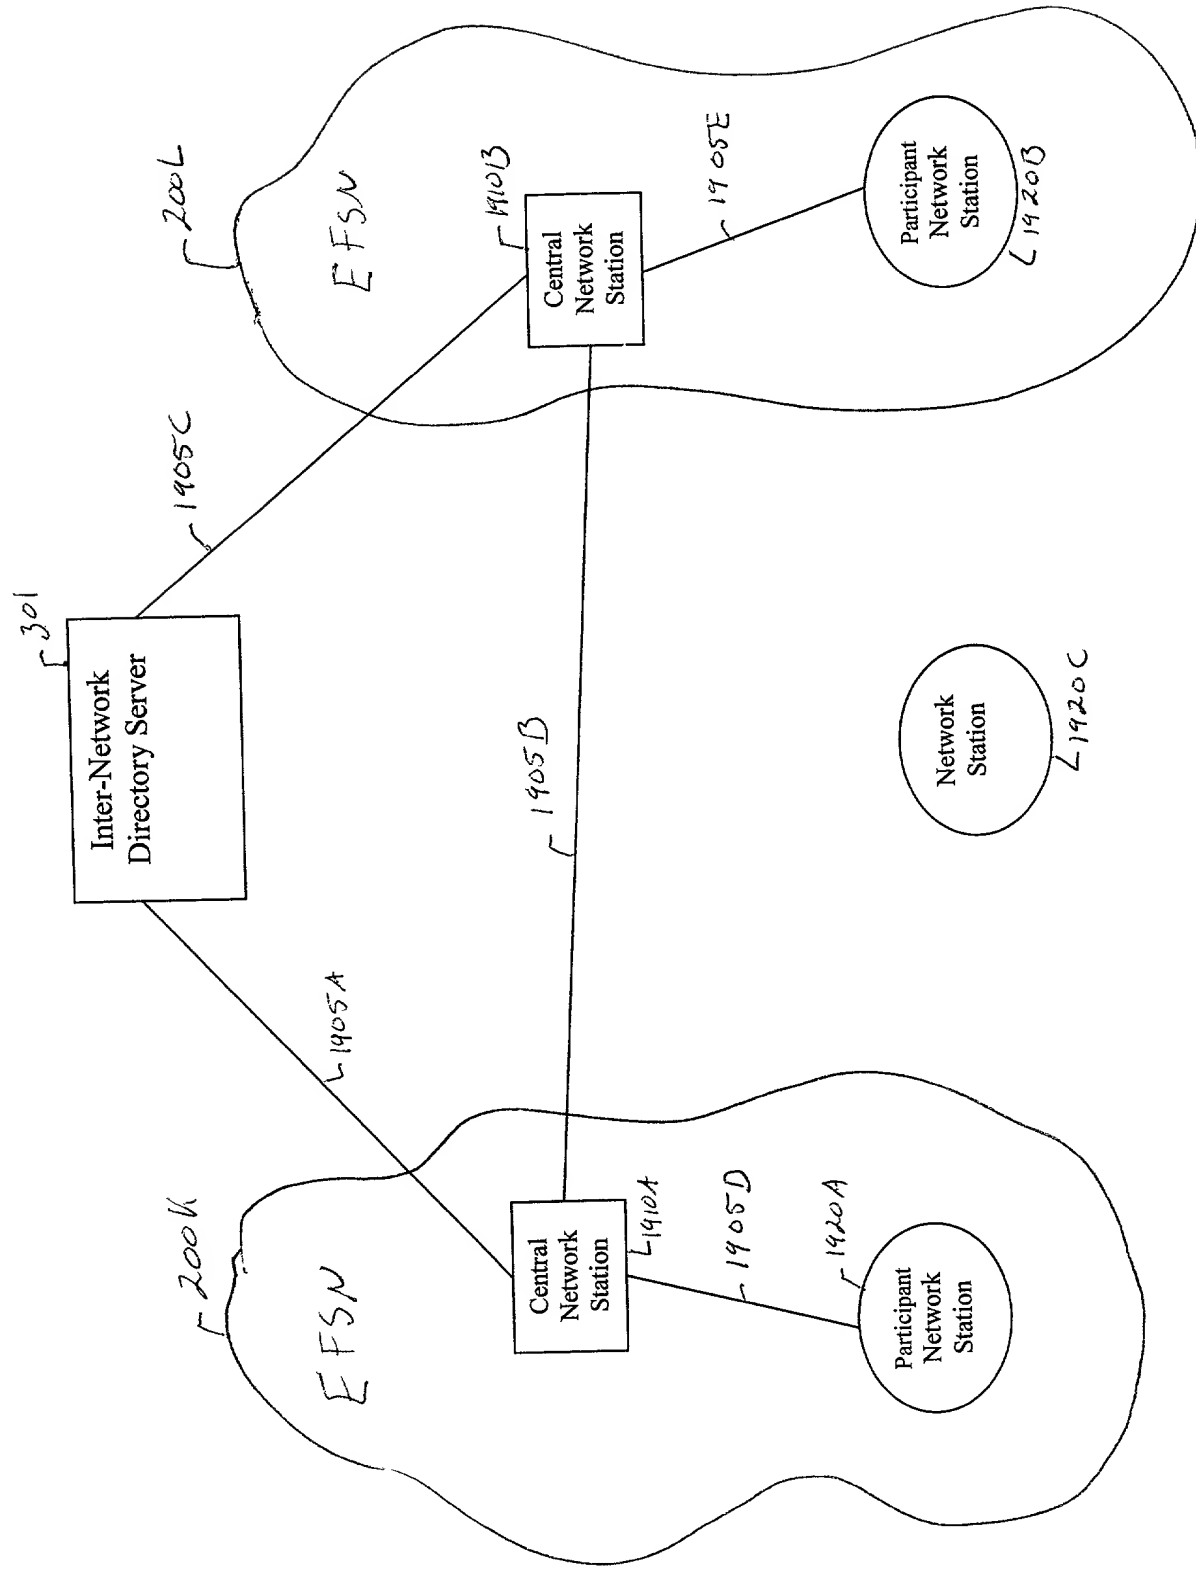 301
Inter-Network
Directory Server
200K
EFSN
1905A
1905C
200L
EFSN
Central
Network
Station
1910A
1905B
Central
Network
Station
1910B
1905D
1905E
1920A
Participant
Network
Station
Network
Station
1920C
Participant
Network
Station
1920B